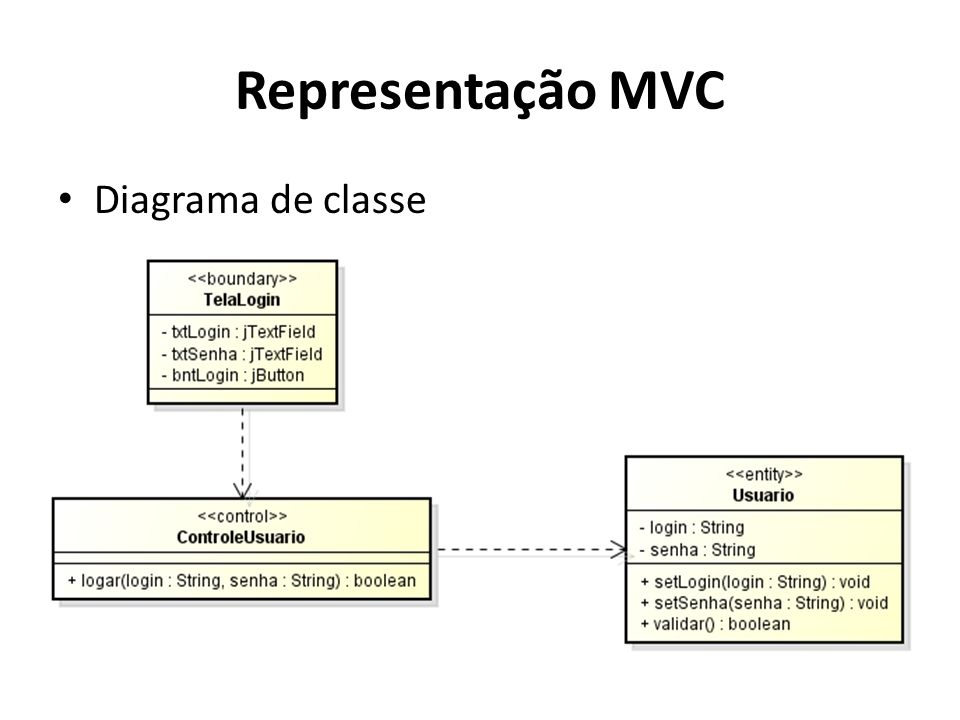 Representação MVC
• Diagrama de classe
<<boundary>>
TelaLogin
- txtLogin : jTextField
- txtSenha : jTextField
- bntLogin : jButton
<<control>>
ControleUsuario
+ logar(login : String, senha : String) : boolean
<<entity>>
Usuario
- login : String
- senha : String
+ setLogin(login : String) : void
+ setSenha(senha : String) : void
+ validar() : boolean